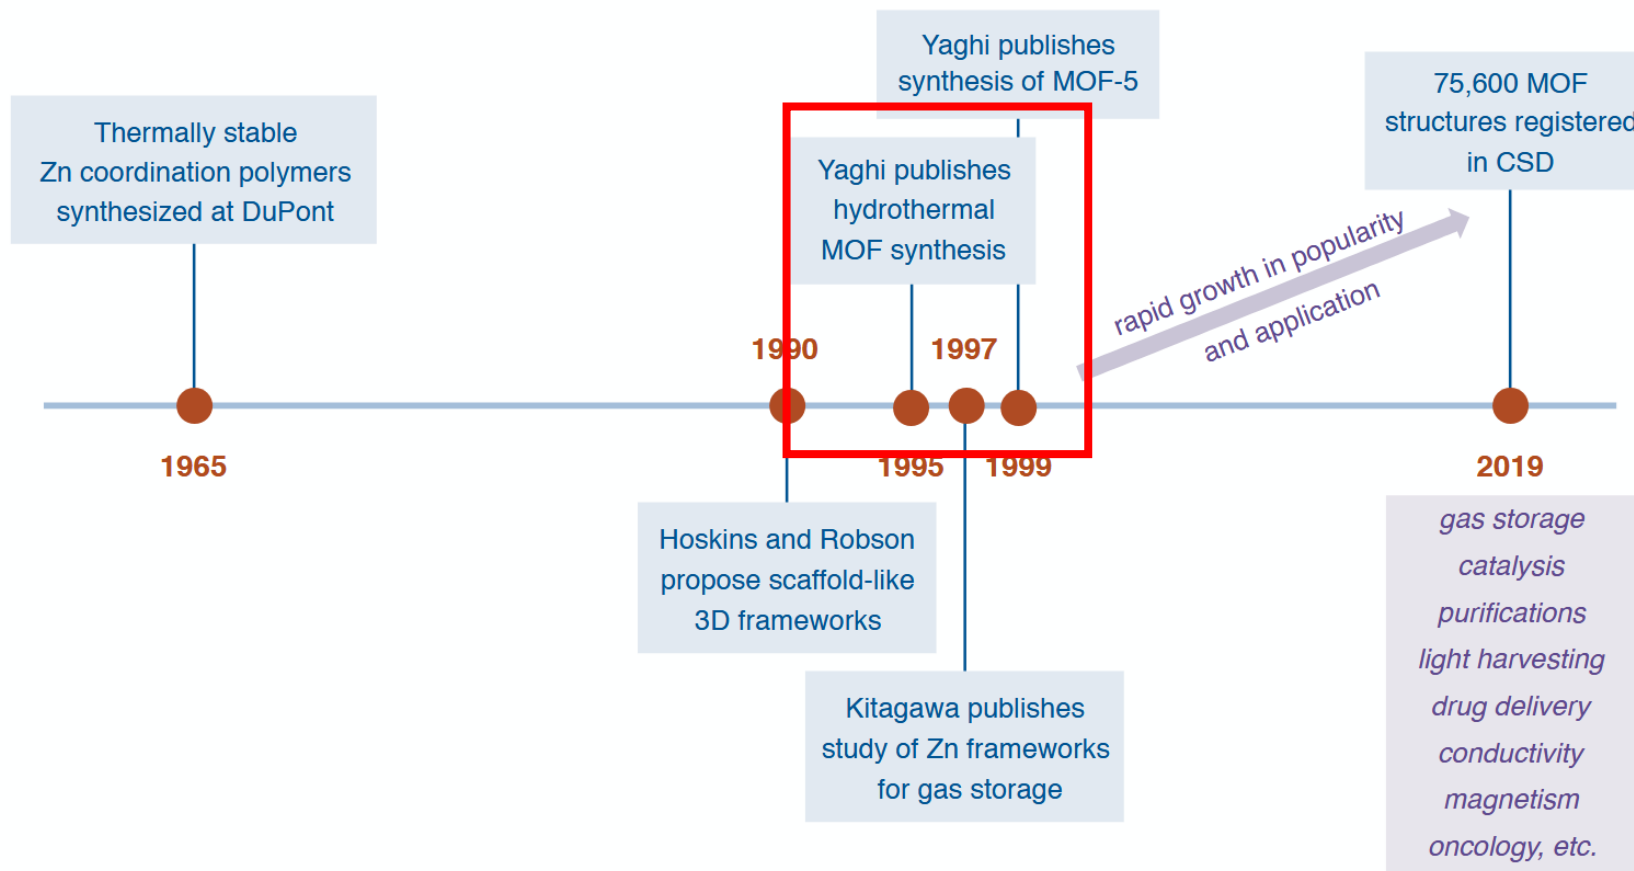 Yaghi publishes
synthesis of MOF-5
75,600 MOF
structures registered
in CSD
Thermally stable
Zn coordination polymers
synthesized at DuPont
Yaghi publishes
hydrothermal
MOF synthesis
rapid growth in popularity
and application
1990
1997
1965
1995
1999
2019
Hoskins and Robson
propose scaffold-like
3D frameworks
Kitagawa publishes
study of Zn frameworks
for gas storage
gas storage
catalysis
purifications
light harvesting
drug delivery
conductivity
magnetism
oncology, etc.